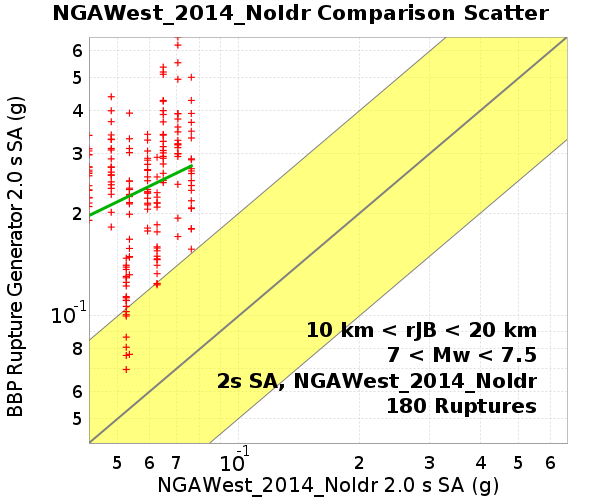 NGAWest_2014_NoIdr Comparison Scatter
BBP Rupture Generator 2.0 s SA (g)
6
5
4
3
2
10-1
8
6
5
10 km < rJB < 20 km
7 < Mw < 7.5
2s SA, NGAWest_2014_NoIdr
180 Ruptures
5 6 7 10-1 2 3 4 5 6
NGAWest_2014_NoIdr 2.0 s SA (g)